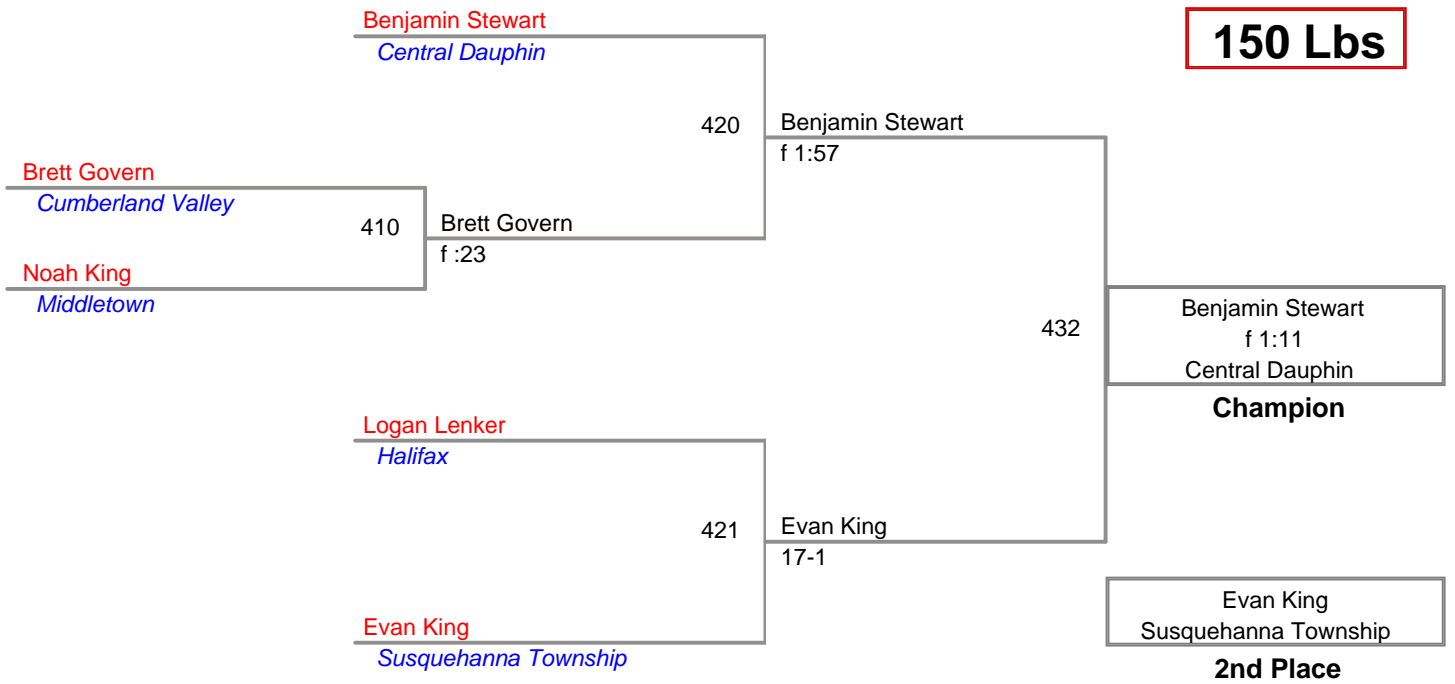 Benjamin Stewart
Central Dauphin
150 Lbs
420
Benjamin Stewart
f 1:57
Brett Govern
Cumberland Valley
410
Brett Govern
f :23
Noah King
Middletown
432
Benjamin Stewart
f 1:11
Central Dauphin
Champion
Logan Lenker
Halifax
421
Evan King
17-1
Evan King
Susquehanna Township
Evan King
Susquehanna Township
2nd Place